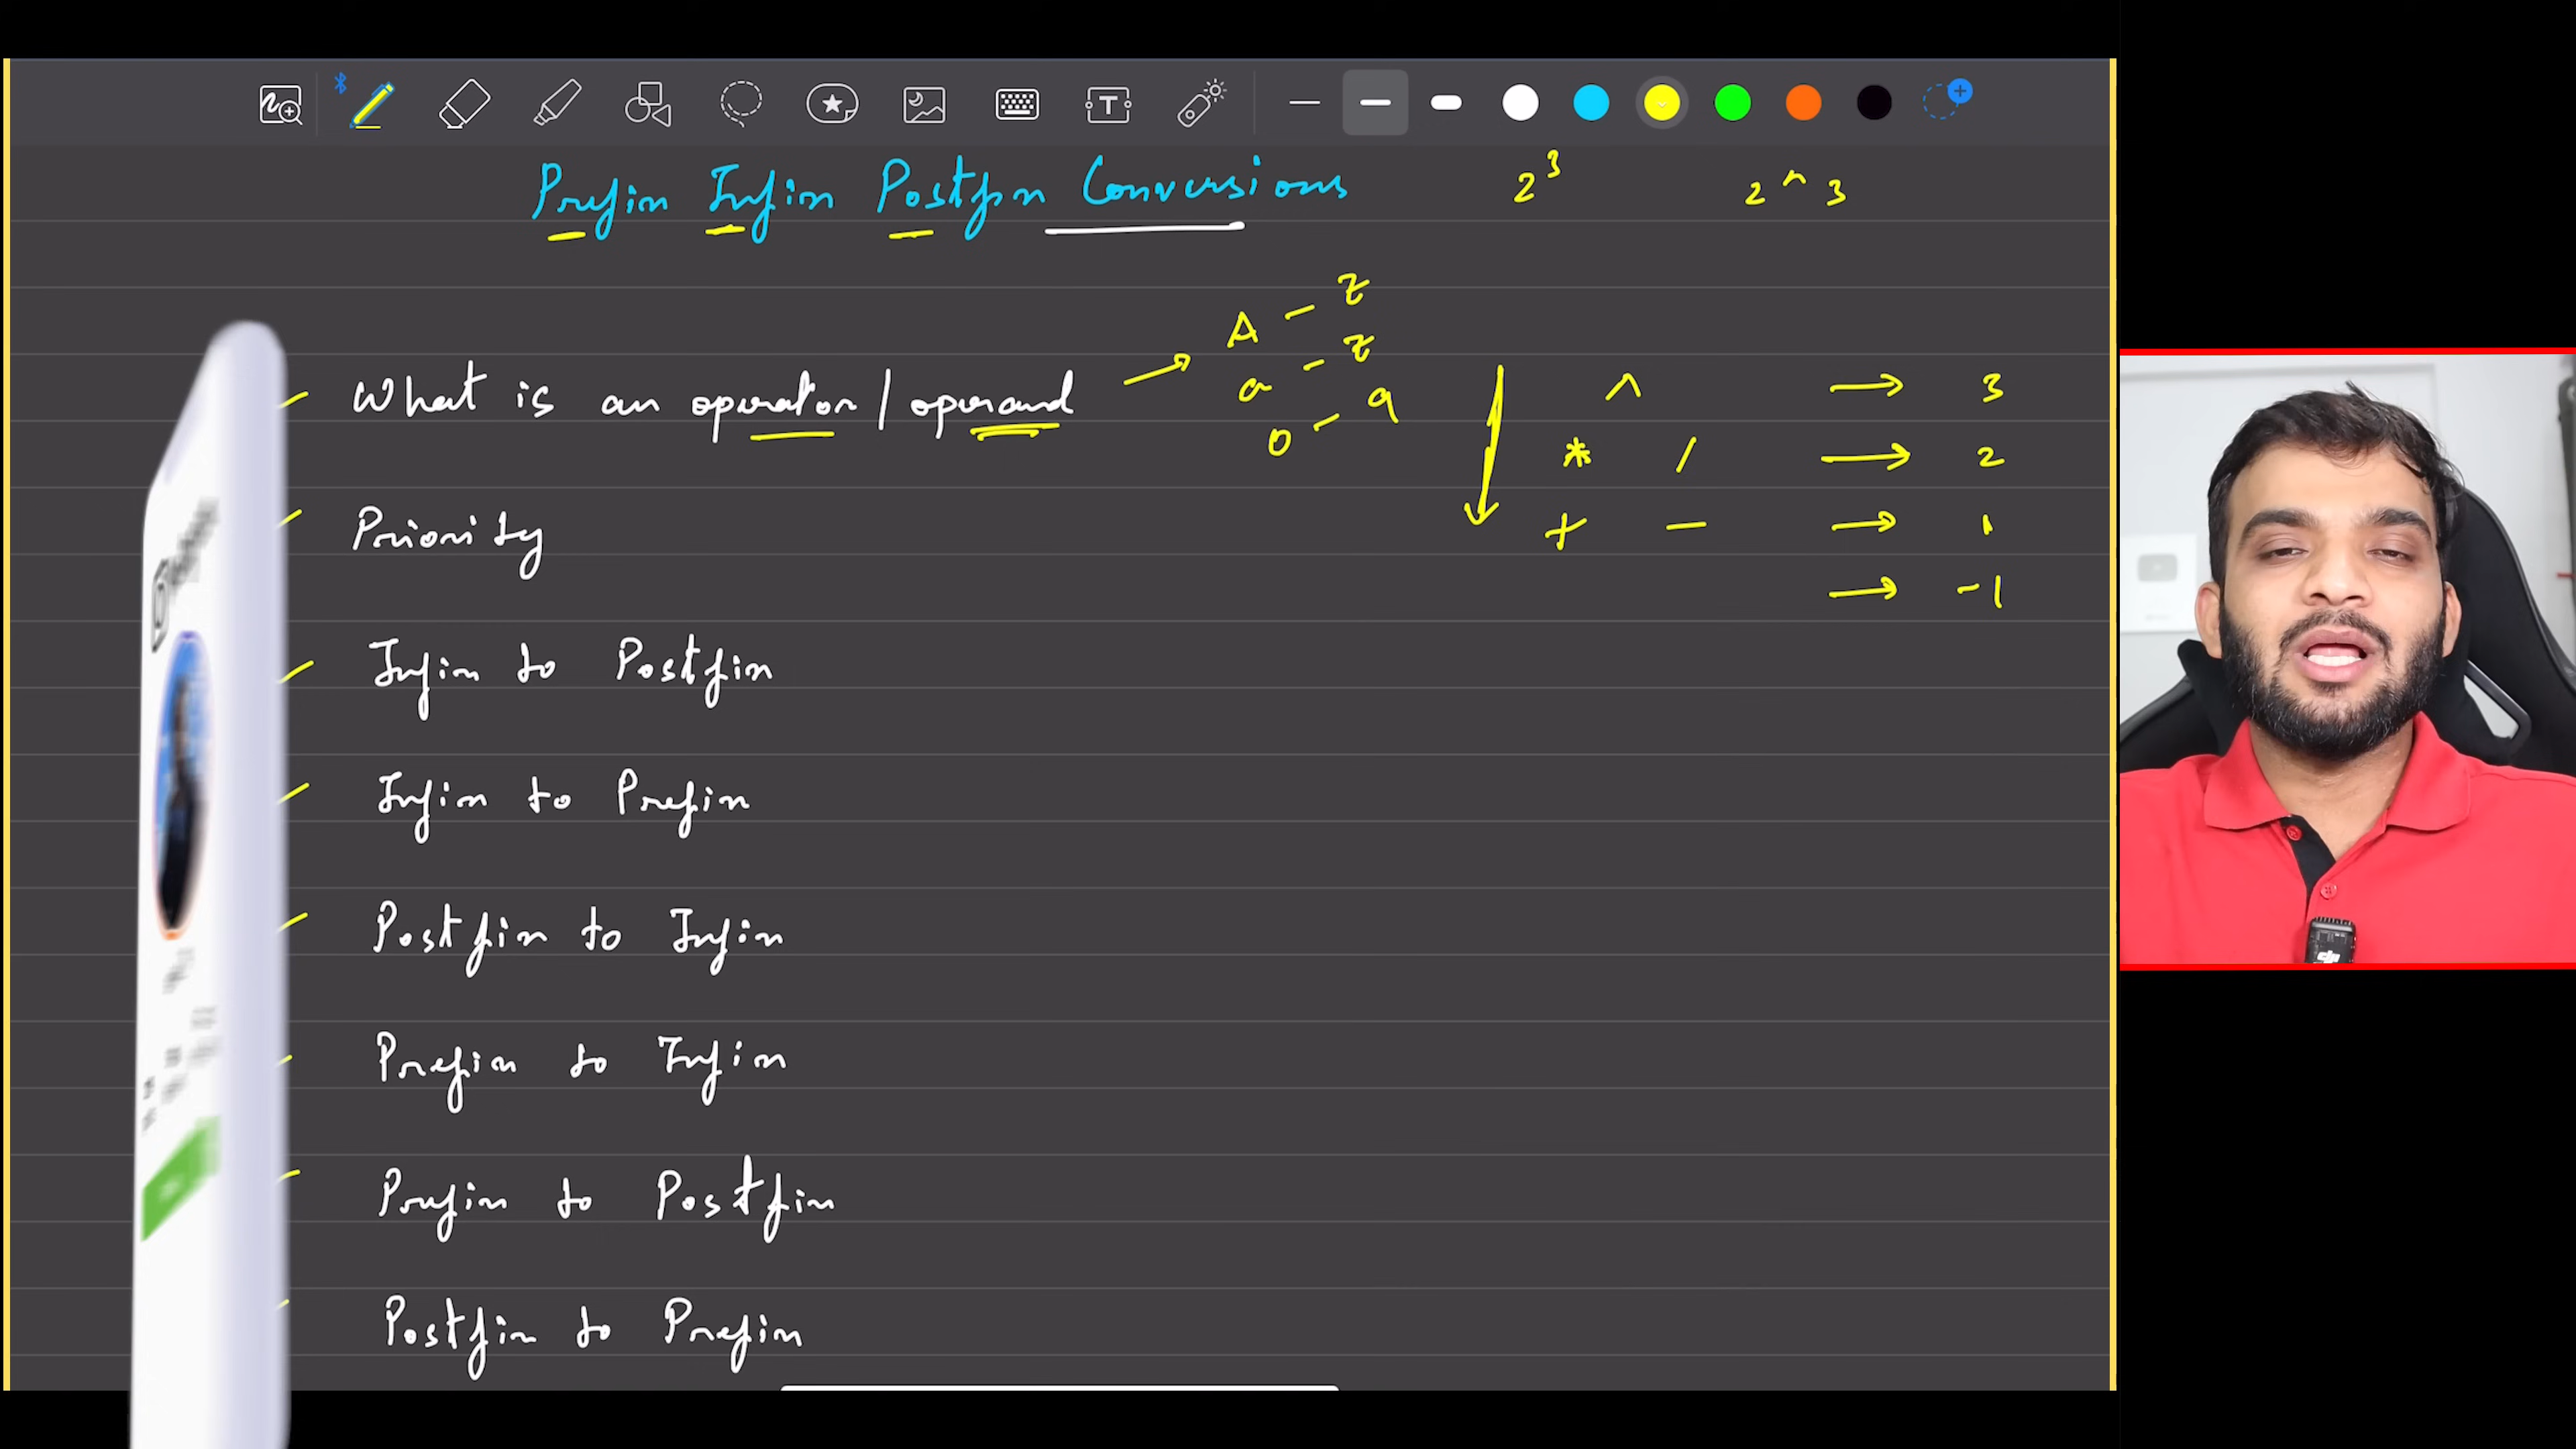 Prefix Infix Postfix Conversions
2^3
2 ^ 3
A - Z
a - z
0 - 9
What is an operator / operand
^ → 3
* / → 2
+ - → 1
→ -1
Priority
Infix to Postfix
Infix to Prefix
Postfix to Infix
Prefix to Infix
Prefix to Postfix
Postfix to Prefix
dji